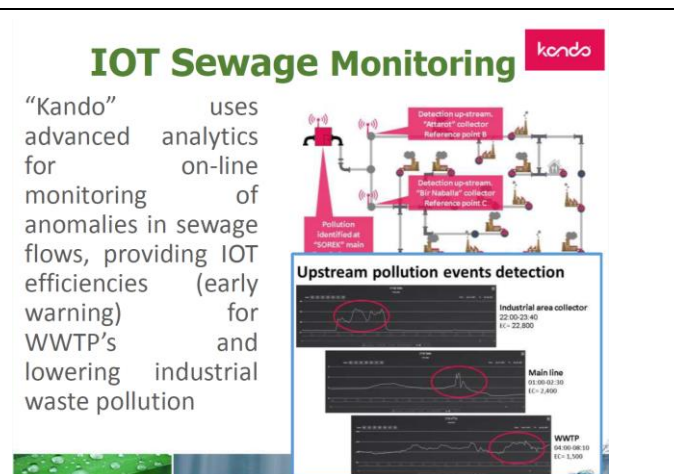 IOT Sewage Monitoring
kando
“Kando” uses
advanced analytics
for on-line
monitoring of
anomalies in sewage
flows, providing IOT
efficiencies (early
warning) for
WWTP’s and
lowering industrial
waste pollution
Detection up-stream,
"Attarot" collector
Reference point B
Detection up-stream,
"Bir Naballa" collector
Reference point C
Pollution
identified at
"SOREK" main
Upstream pollution events detection
Industrial area collector
22:00-23:40
EC= 22,800
Main line
01:00-02:30
EC= 2,400
WWTP
04:00-08:10
EC= 1,500